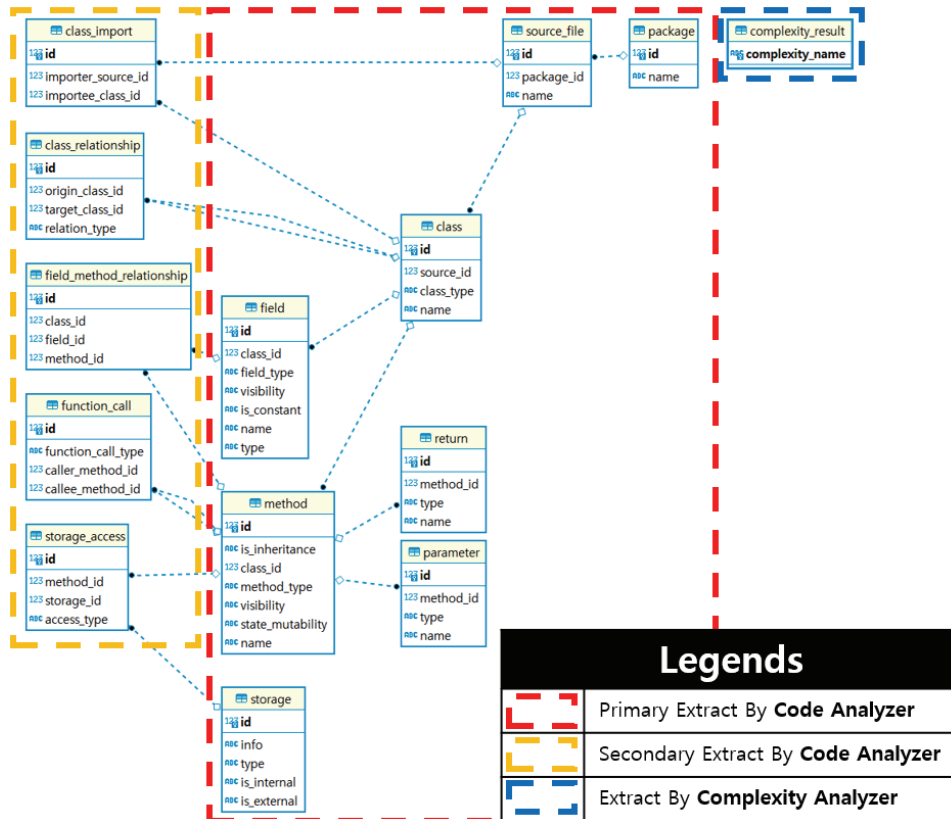 class_import
id
importer_source_id
importee_class_id
class_relationship
id
origin_class_id
target_class_id
relation_type
field_method_relationship
id
class_id
field_id
method_id
function_call
id
function_call_type
caller_method_id
callee_method_id
storage_access
id
method_id
storage_id
access_type
source_file
id
package_id
name
package
id
name
complexity_result
complexity_name
class
id
source_id
class_type
name
field
id
class_id
field_type
visibility
is_constant
name
type
method
id
is_inheritance
class_id
method_type
visibility
state_mutability
name
return
id
method_id
type
name
parameter
id
method_id
type
name
storage
id
info
type
is_internal
is_external
Legends
Primary Extract By Code Analyzer
Secondary Extract By Code Analyzer
Extract By Complexity Analyzer